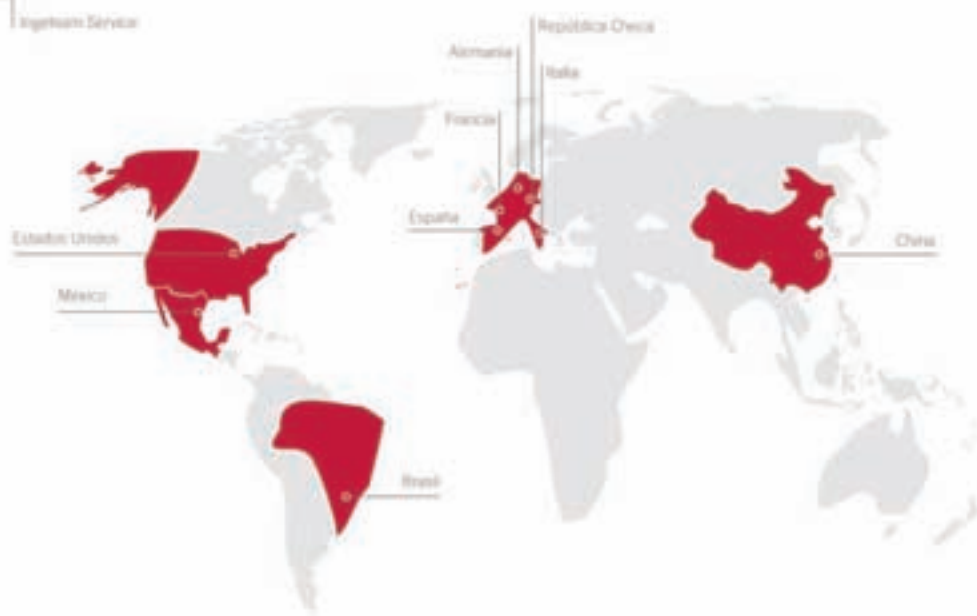 Ingeteam Service
República Checa
Alemania
Italia
Francia
España
Estados Unidos
China
México
Brasil